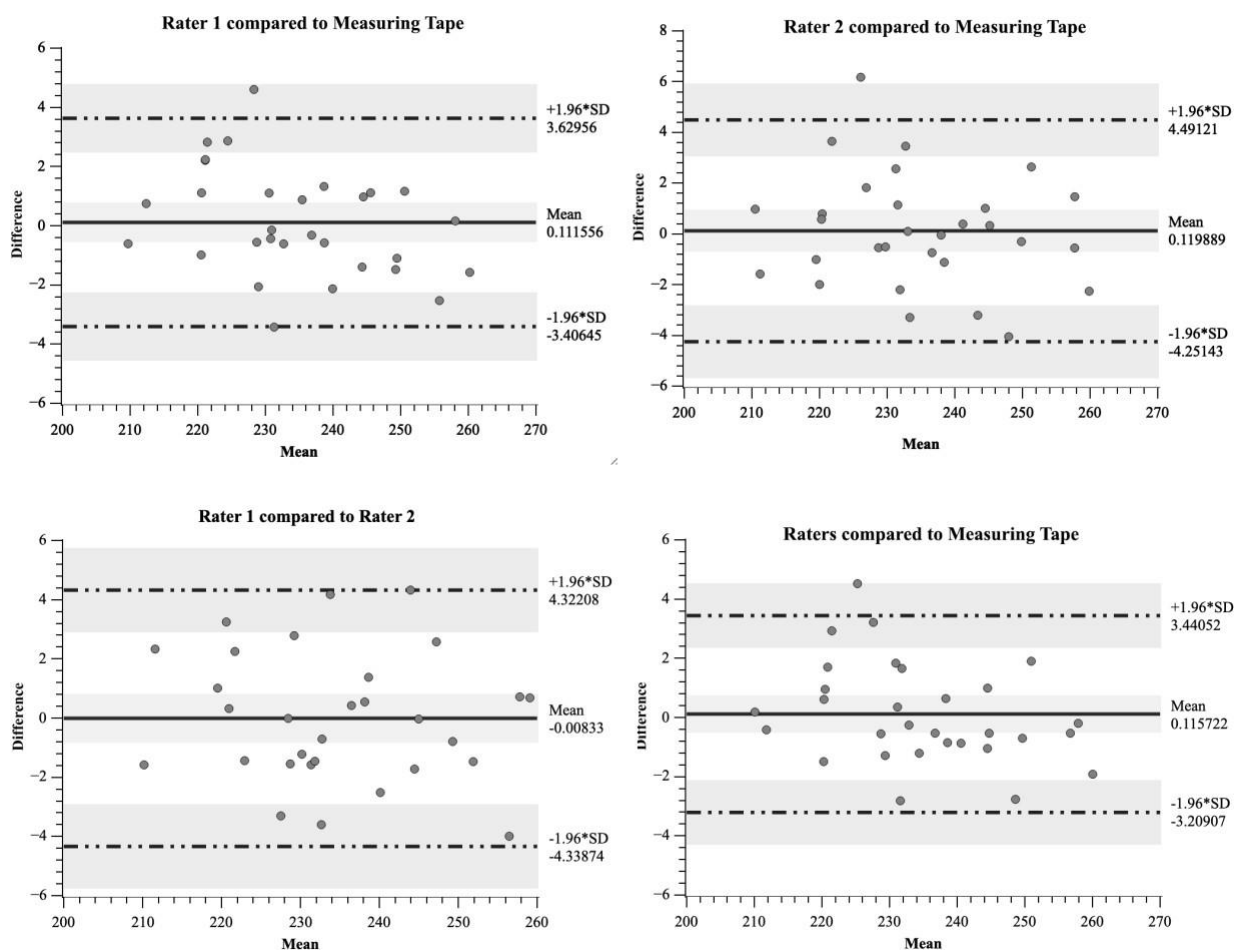 Rater 1 compared to Measuring Tape
6
4
2
0
−2
−4
−6
Difference
200 210 220 230 240 250 260 270
Mean
+1.96*SD
3.62956
Mean
0.111556
-1.96*SD
-3.40645
Rater 2 compared to Measuring Tape
8
6
4
2
0
−2
−4
−6
Difference
200 210 220 230 240 250 260 270
Mean
+1.96*SD
4.49121
Mean
0.119889
-1.96*SD
-4.25143
Rater 1 compared to Rater 2
6
4
2
0
−2
−4
−6
Difference
200 210 220 230 240 250 260
Mean
+1.96*SD
4.32208
Mean
-0.00833
-1.96*SD
-4.33874
Raters compared to Measuring Tape
6
4
2
0
−2
−4
−6
Difference
200 210 220 230 240 250 260 270
Mean
+1.96*SD
3.44052
Mean
0.115722
-1.96*SD
-3.20907